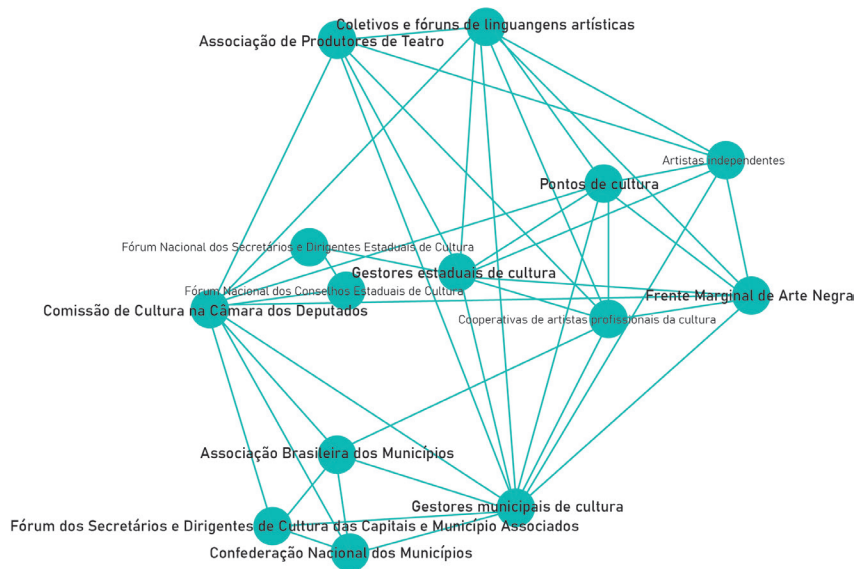 Coletivos e fóruns de linguangens artísticas
Associação de Produtores de Teatro
Artistas independentes
Pontos de cultura
Fórum Nacional dos Secretários e Dirigentes Estaduais de Cultura
Gestores estaduais de cultura
Fórum Nacional dos Conselhos Estaduais de Cultura
Frente Marginal de Arte Negra
Comissão de Cultura na Câmara dos Deputados
Cooperativas de artistas profissionais da cultura
Associação Brasileira dos Municípios
Gestores municipais de cultura
Fórum dos Secretários e Dirigentes de Cultura das Capitais e Município Associados
Confederação Nacional dos Municípios